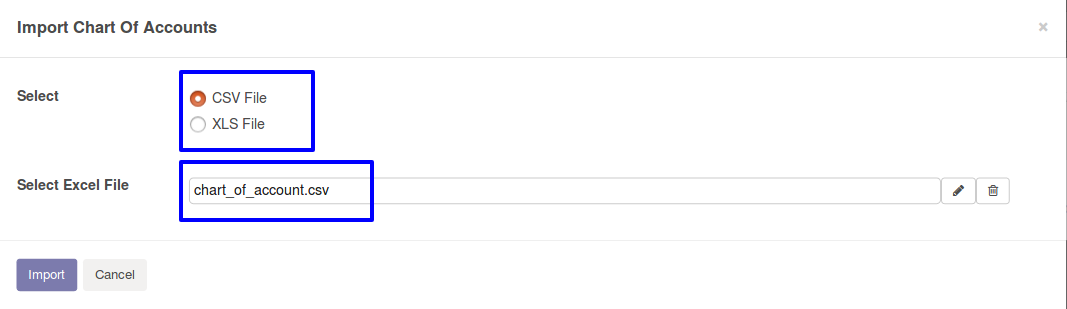 Import Chart Of Accounts ×
Select
CSV File
XLS File
Select Excel File chart_of_account.csv
Import Cancel